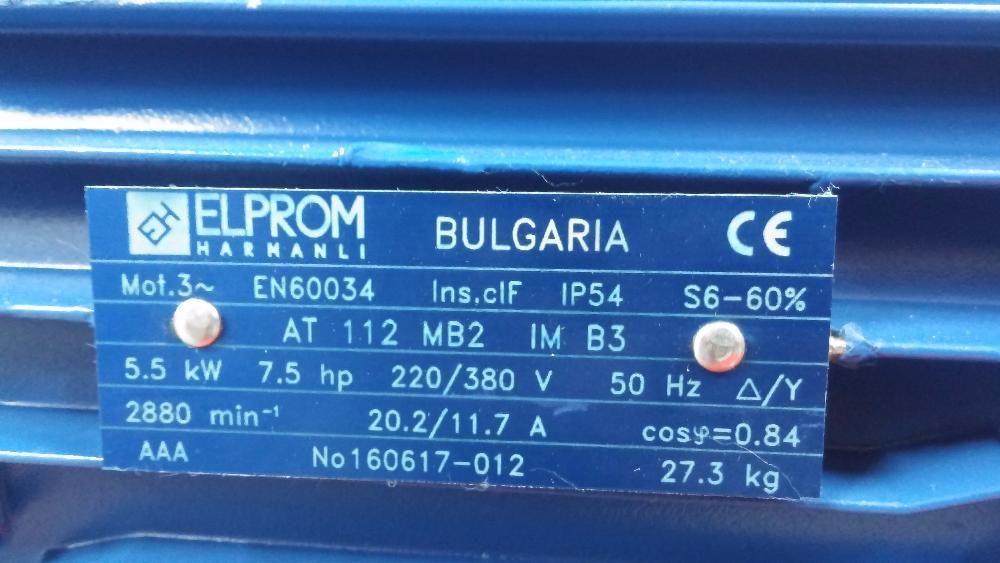 EH ELPROM
HARMANLI
BULGARIA CE
Mot.3~ EN60034 Ins.clF IP54 S6-60%
AT 112 MB2 IM B3
5.5 kW 7.5 hp 220/380 V 50 Hz △/Y
2880 min⁻¹ 20.2/11.7 A cosφ=0.84
AAA No160617-012 27.3 kg